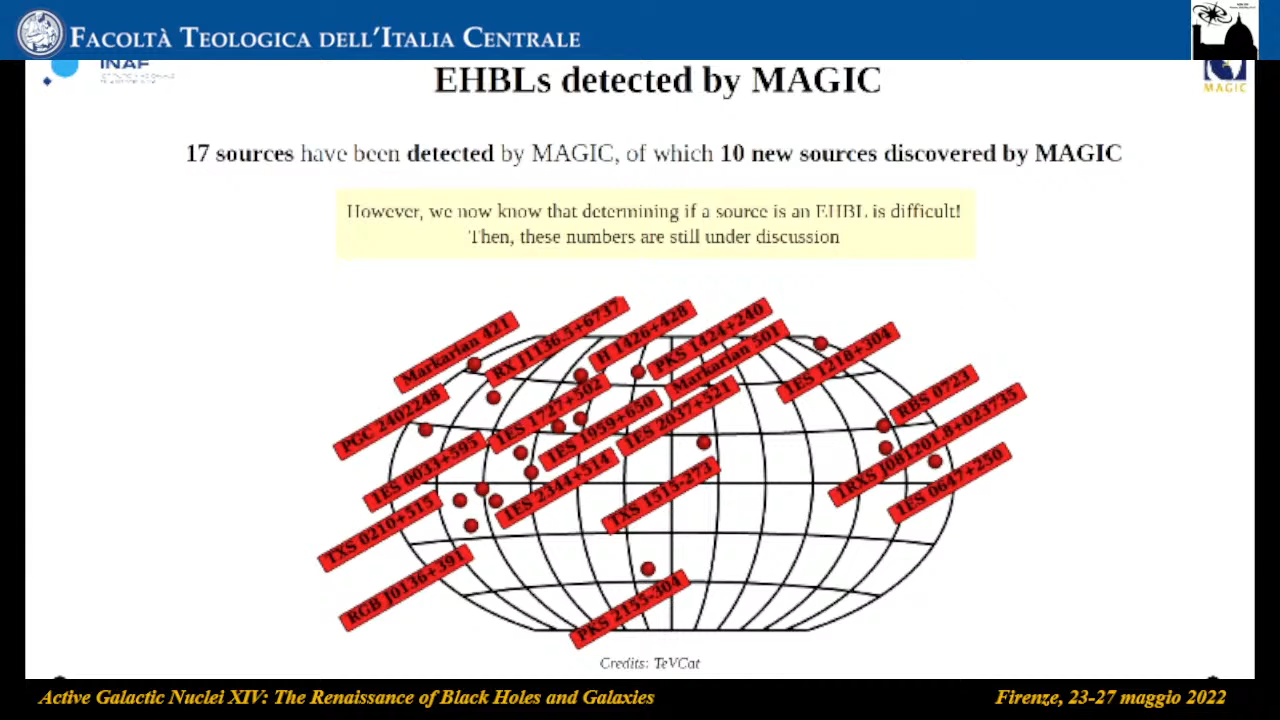 FACOLTÀ TEOLOGICA DELL'ITALIA CENTRALE
INAF
MAGIC
EHBLs detected by MAGIC
17 sources have been detected by MAGIC, of which 10 new sources discovered by MAGIC
However, we now know that determining if a source is an EHBL is difficult!
Then, these numbers are still under discussion
Markarian 421
RX J1136.5+6737
H 1426+428
PKS 1424+240
Markarian 501
1ES 1218+304
RBS 0723
PGC 2402248
1ES 1727+502
1ES 1959+650
1ES 2037+521
1RXS J081201.8+023735
1ES 0033+595
1ES 2344+514
TXS 1515-273
1ES 0647+250
TXS 0210+515
RGB J0136+391
PKS 2155-304
Credits: TeVCat
Active Galactic Nuclei XIV: The Renaissance of Black Holes and Galaxies
Firenze, 23-27 maggio 2022